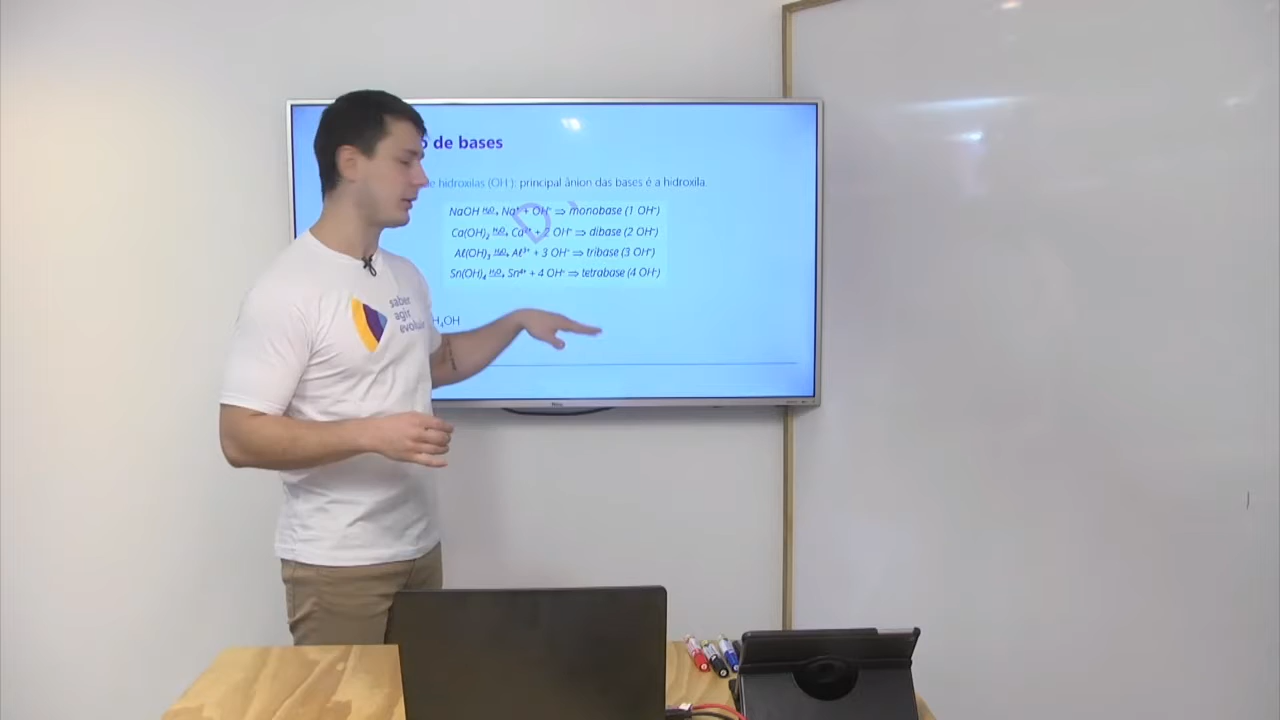 de bases
de hidroxilas (OH⁻): principal ânion das bases é a hidroxila.
NaOH H₂O→ Na⁺ + OH⁻ ⇒ monobase (1 OH⁻)
Ca(OH)₂ H₂O→ Ca²⁺ + 2 OH⁻ ⇒ dibase (2 OH⁻)
Aℓ(OH)₃ H₂O→ Aℓ³⁺ + 3 OH⁻ ⇒ tribase (3 OH⁻)
Sn(OH)₄ H₂O→ Sn⁴⁺ + 4 OH⁻ ⇒ tetrabase (4 OH⁻)
H₄OH
saber
agir
evoluir